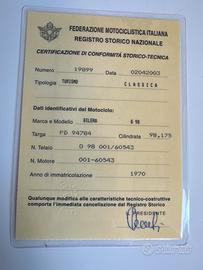 FEDERAZIONE MOTOCICLISTICA ITALIANA
REGISTRO STORICO NAZIONALE
CERTIFICAZIONE DI CONFORMITÀ STORICO-TECNICA
Numero 19899 Data 02042003
Tipologia TURISMO CLASSICA
Dati identificativi del Motociclo:
Marca e Modello GILERA G 98
Targa PD 94784 Cilindrata 98,175
N. Telaio 0 98 001/60543
N. Motore 001-60543
Anno di immatricolazione 1970
Qualunque modifica alle caratteristiche tecnico-costruttive
comporta l'immediata cancellazione dal Registro Storico
IL PRESIDENTE